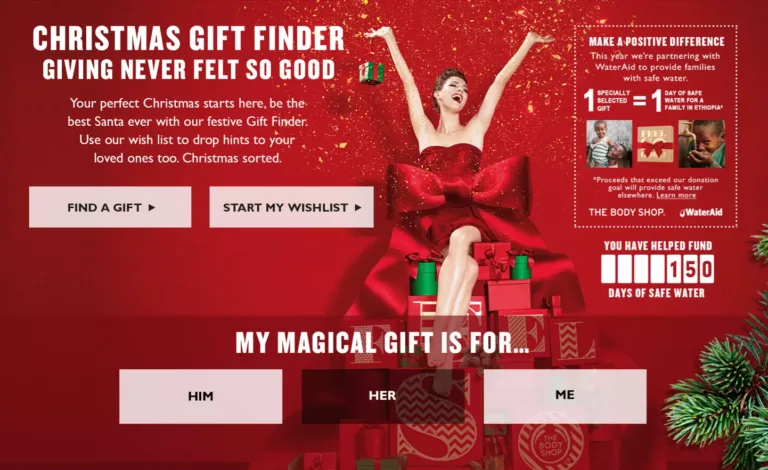 CHRISTMAS GIFT FINDER
GIVING NEVER FELT SO GOOD
Your perfect Christmas starts here, be the
best Santa ever with our festive Gift Finder.
Use our wish list to drop hints to your
loved ones too. Christmas sorted.
FIND A GIFT ▸
START MY WISHLIST ▸
MAKE A POSITIVE DIFFERENCE
This year we're partnering with
WaterAid to provide families
with safe water.
1 SPECIALLY SELECTED GIFT = 1 DAY OF SAFE WATER FOR A FAMILY IN ETHIOPIA*
FEEL
*Proceeds that exceed our donation
goal will provide safe water
elsewhere. Learn more
THE BODY SHOP. WaterAid
YOU HAVE HELPED FUND
150
DAYS OF SAFE WATER
MY MAGICAL GIFT IS FOR...
HIM
HER
ME
F E E L
S
THE BODY SHOP